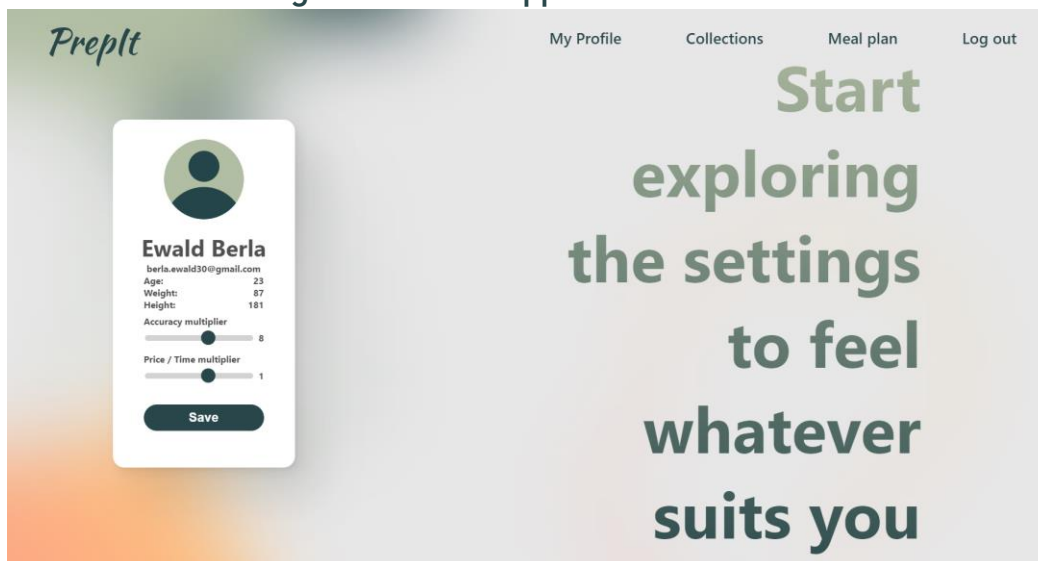 PrepIt
My Profile Collections Meal plan Log out
Ewald Berla
berla.ewald30@gmail.com
Age: 23
Weight: 87
Height: 181
Accuracy multiplier
8
Price / Time multiplier
1
Save
Start
exploring
the settings
to feel
whatever
suits you